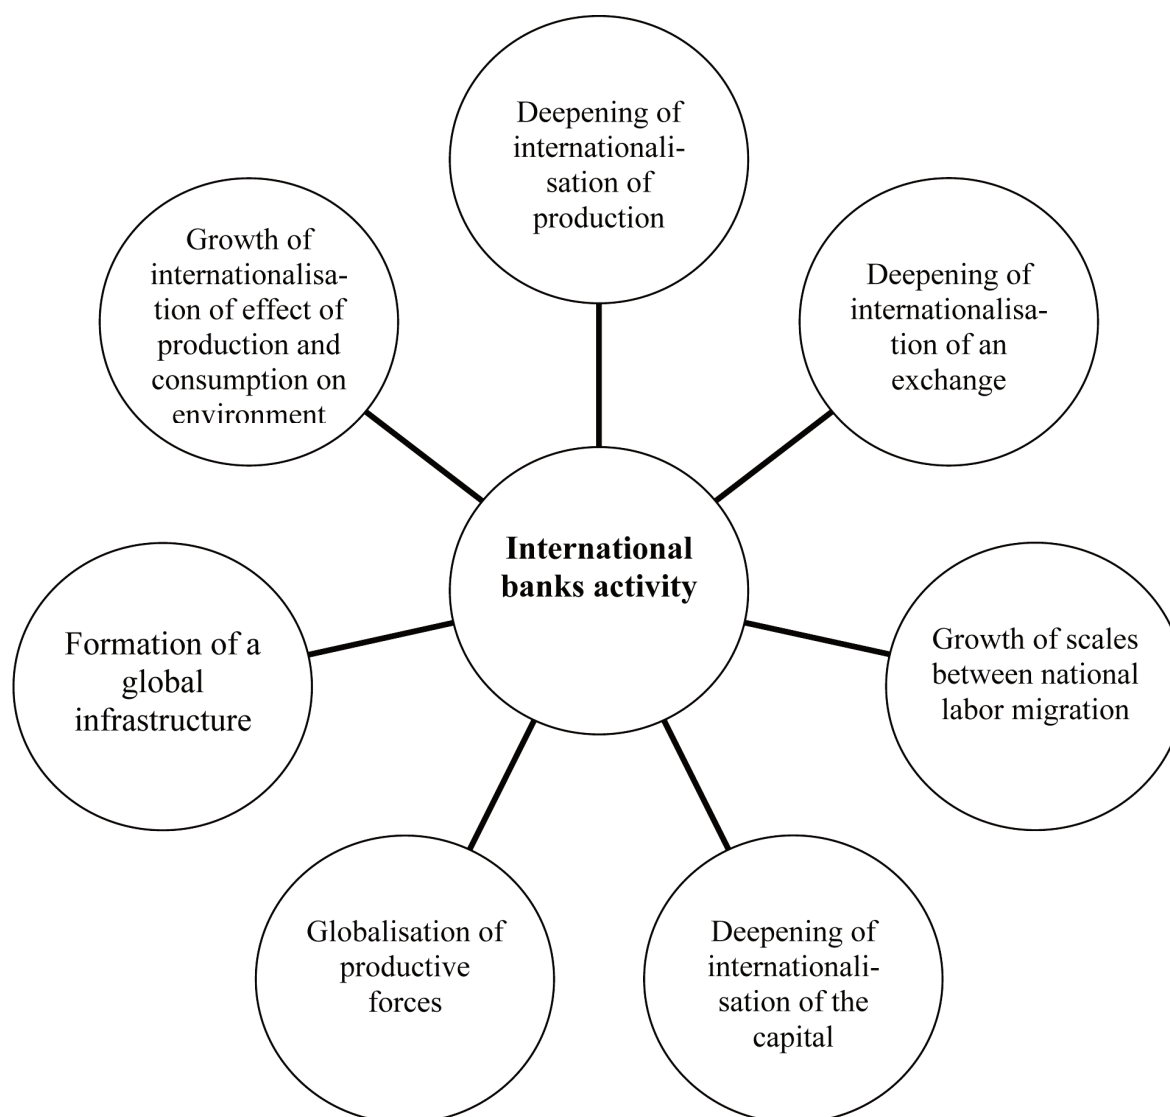 Deepening of
internationali-
sation of
production
Growth of
internationalisa-
tion of effect of
production and
consumption on
environment
Deepening of
internationalisa-
tion of an
exchange
International
banks activity
Formation of a
global
infrastructure
Growth of scales
between national
labor migration
Globalisation of
productive
forces
Deepening of
internationali-
sation of the
capital